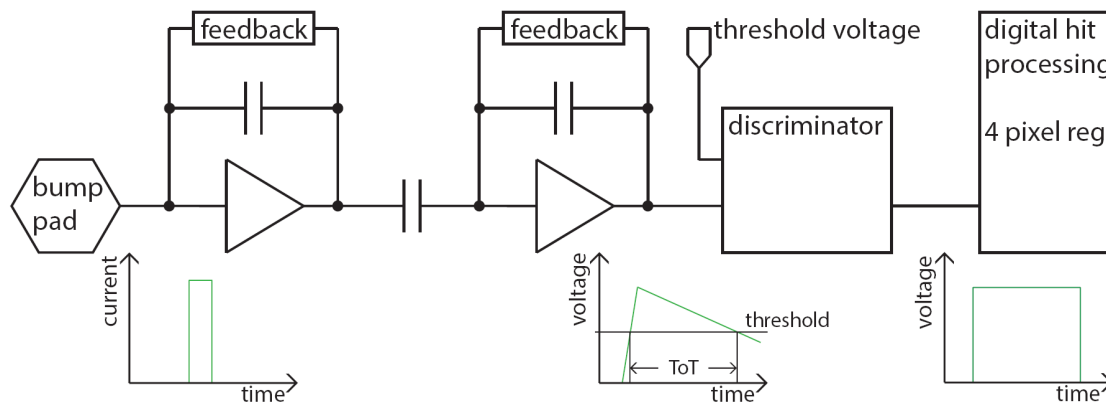 feedback
feedback
threshold voltage
digital hit
processing
4 pixel reg
discriminator
bump
pad
current
time
voltage
threshold
ToT
time
voltage
time